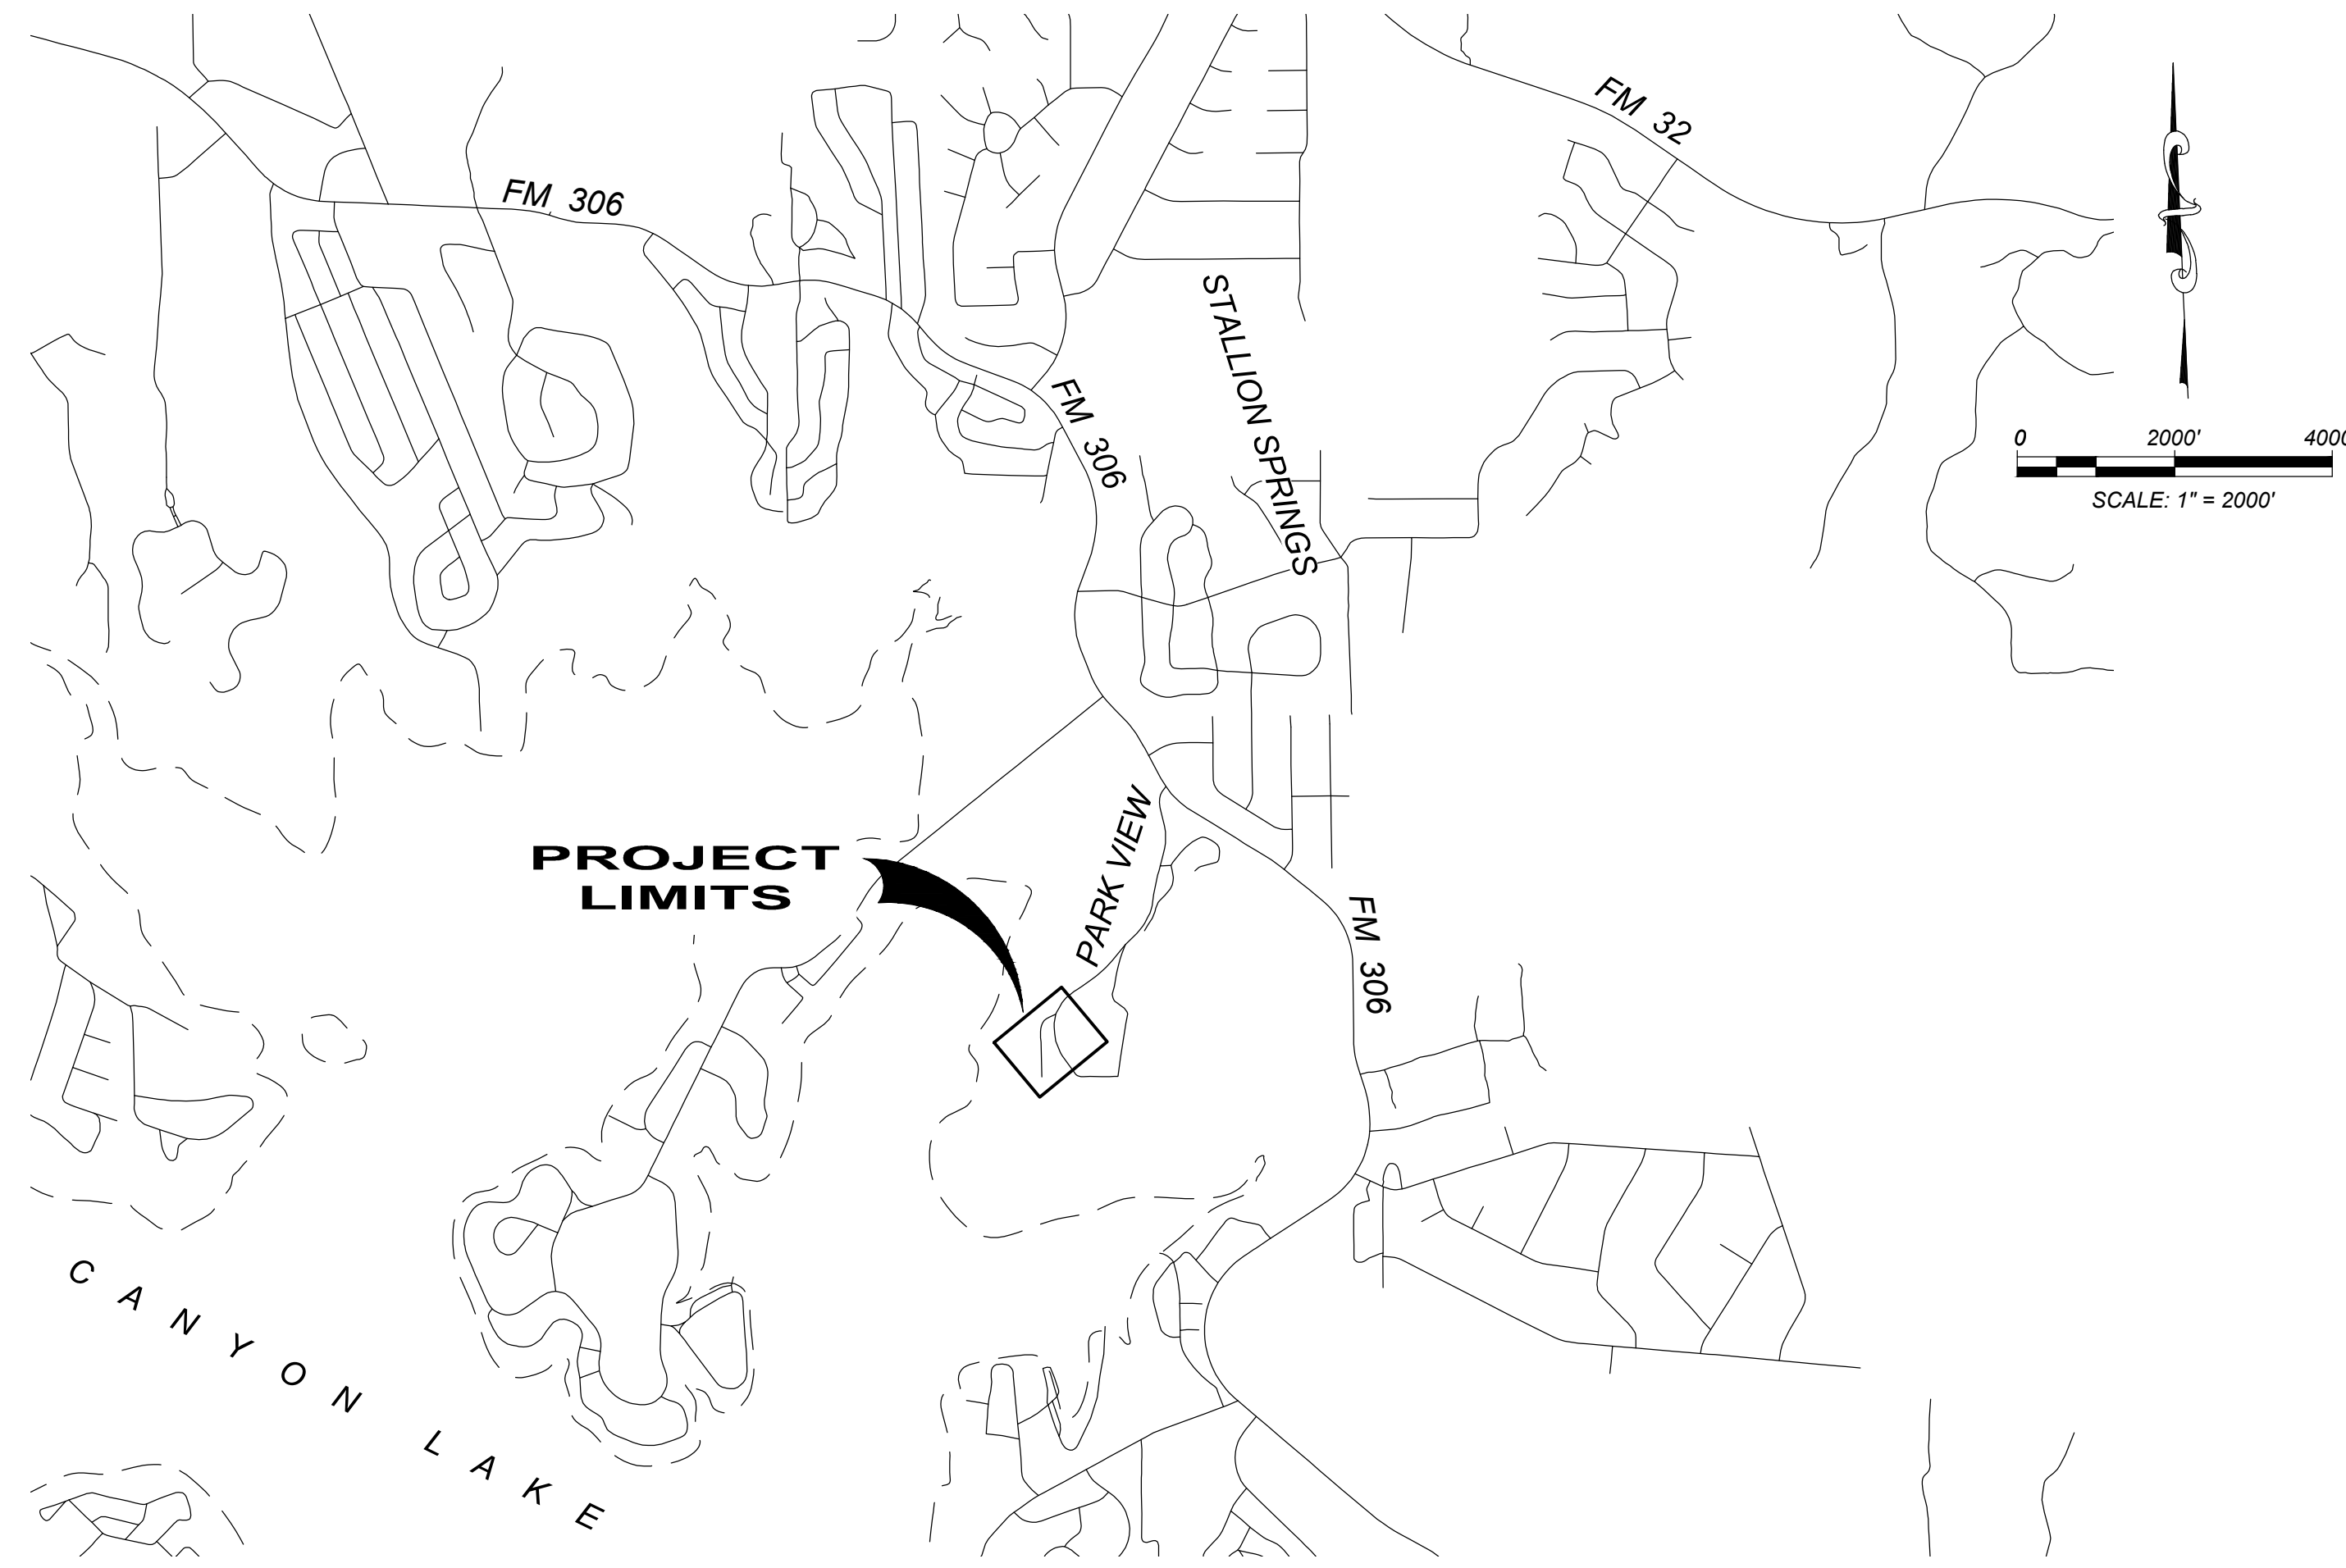 FM 32
FM 306
STALLION SPRINGS
FM 306
0 2000' 4000
SCALE: 1" = 2000'
PARK VIEW
PROJECT
LIMITS
FM 306
CANYON LAKE